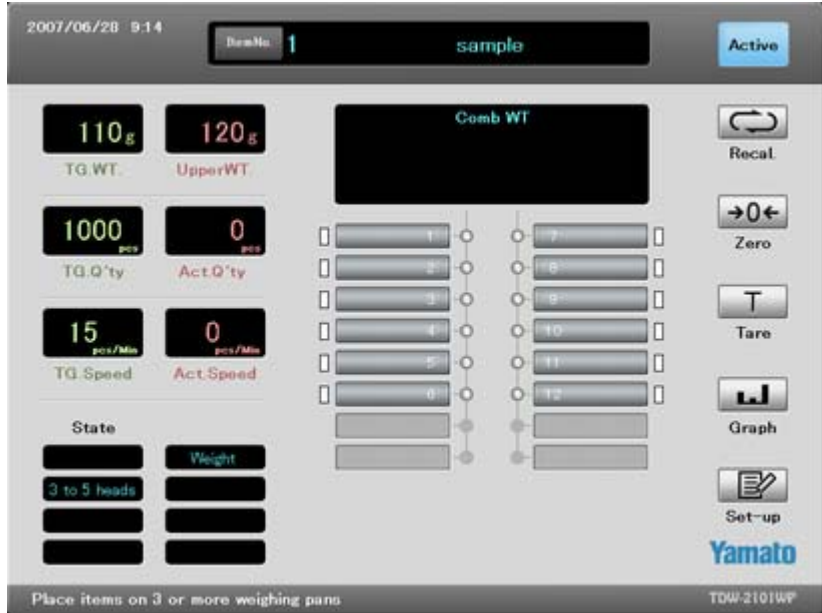 2007/06/28 9:14
ItemNo. 1 sample
Active
110g 120g
TG.WT. UpperWT.
1000 pcs 0 pcs
TG.Q'ty Act.Q'ty
15 pcs/Min 0 pcs/Min
TG.Speed Act.Speed
State
Weight
3 to 5 heads
Comb WT
1 7
2 8
3 9
4 10
5 11
6 12
Recal.
→0←
Zero
T
Tare
Graph
Set-up
Yamato
Place items on 3 or more weighing pans
TDW-2101WP